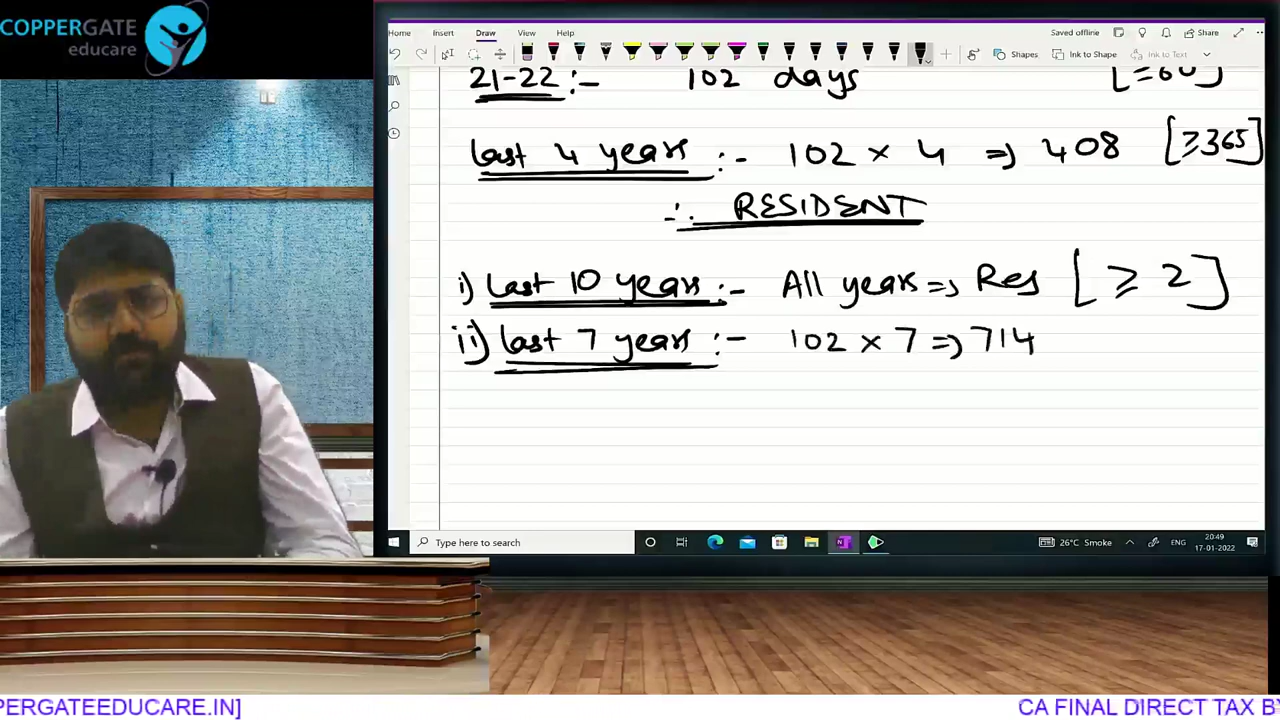 COPPERGATE
educare
Home Insert Draw View Help
Saved offline
Share
Shapes
Ink to Shape
Ink to Text
21-22 :- 102 days
last 4 years :- 102 × 4 ⇒ 408 [≥365]
∴ RESIDENT
i) last 10 years :- All years ⇒ Res [≥ 2]
ii) last 7 years :- 102 × 7 ⇒ 714
Type here to search
26°C Smoke
ENG
20:49
17-01-2022
PERGATEEDUCARE.IN]
CA FINAL DIRECT TAX BY